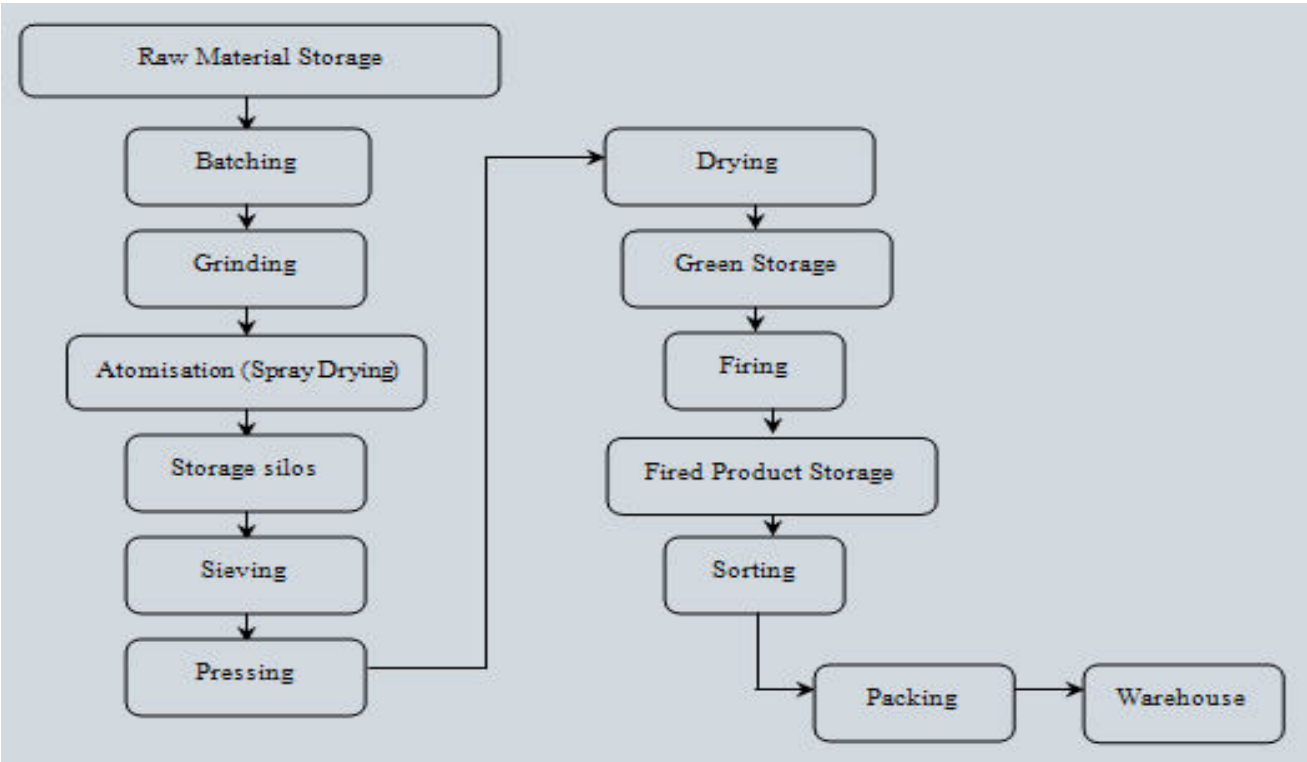 Raw Material Storage
Batching
Grinding
Atomisation (Spray Drying)
Storage silos
Sieving
Pressing
Drying
Green Storage
Firing
Fired Product Storage
Sorting
Packing
Warehouse